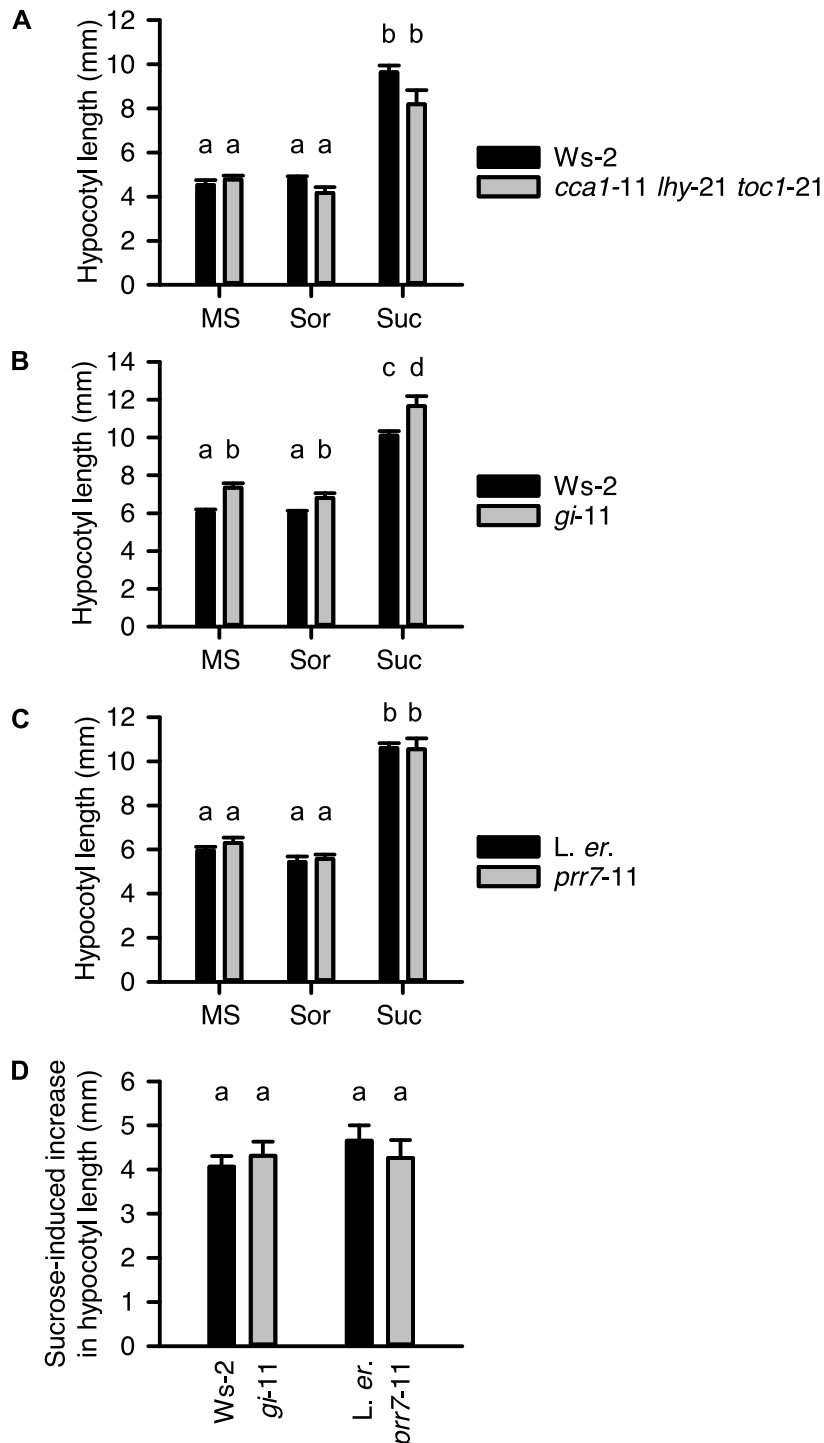 A
Hypocotyl length (mm)
12
10
8
6
4
2
0
a a
a a
b b
MS
Sor
Suc
Ws-2
cca1-11 lhy-21 toc1-21
B
Hypocotyl length (mm)
14
12
10
8
6
4
2
0
a b
a b
c d
MS
Sor
Suc
Ws-2
gi-11
C
Hypocotyl length (mm)
12
10
8
6
4
2
0
a a
a a
b b
MS
Sor
Suc
L. er.
prr7-11
D
Sucrose-induced increase
in hypocotyl length (mm)
6
5
4
3
2
1
0
a a
a a
Ws-2
gi-11
L. er.
prr7-11